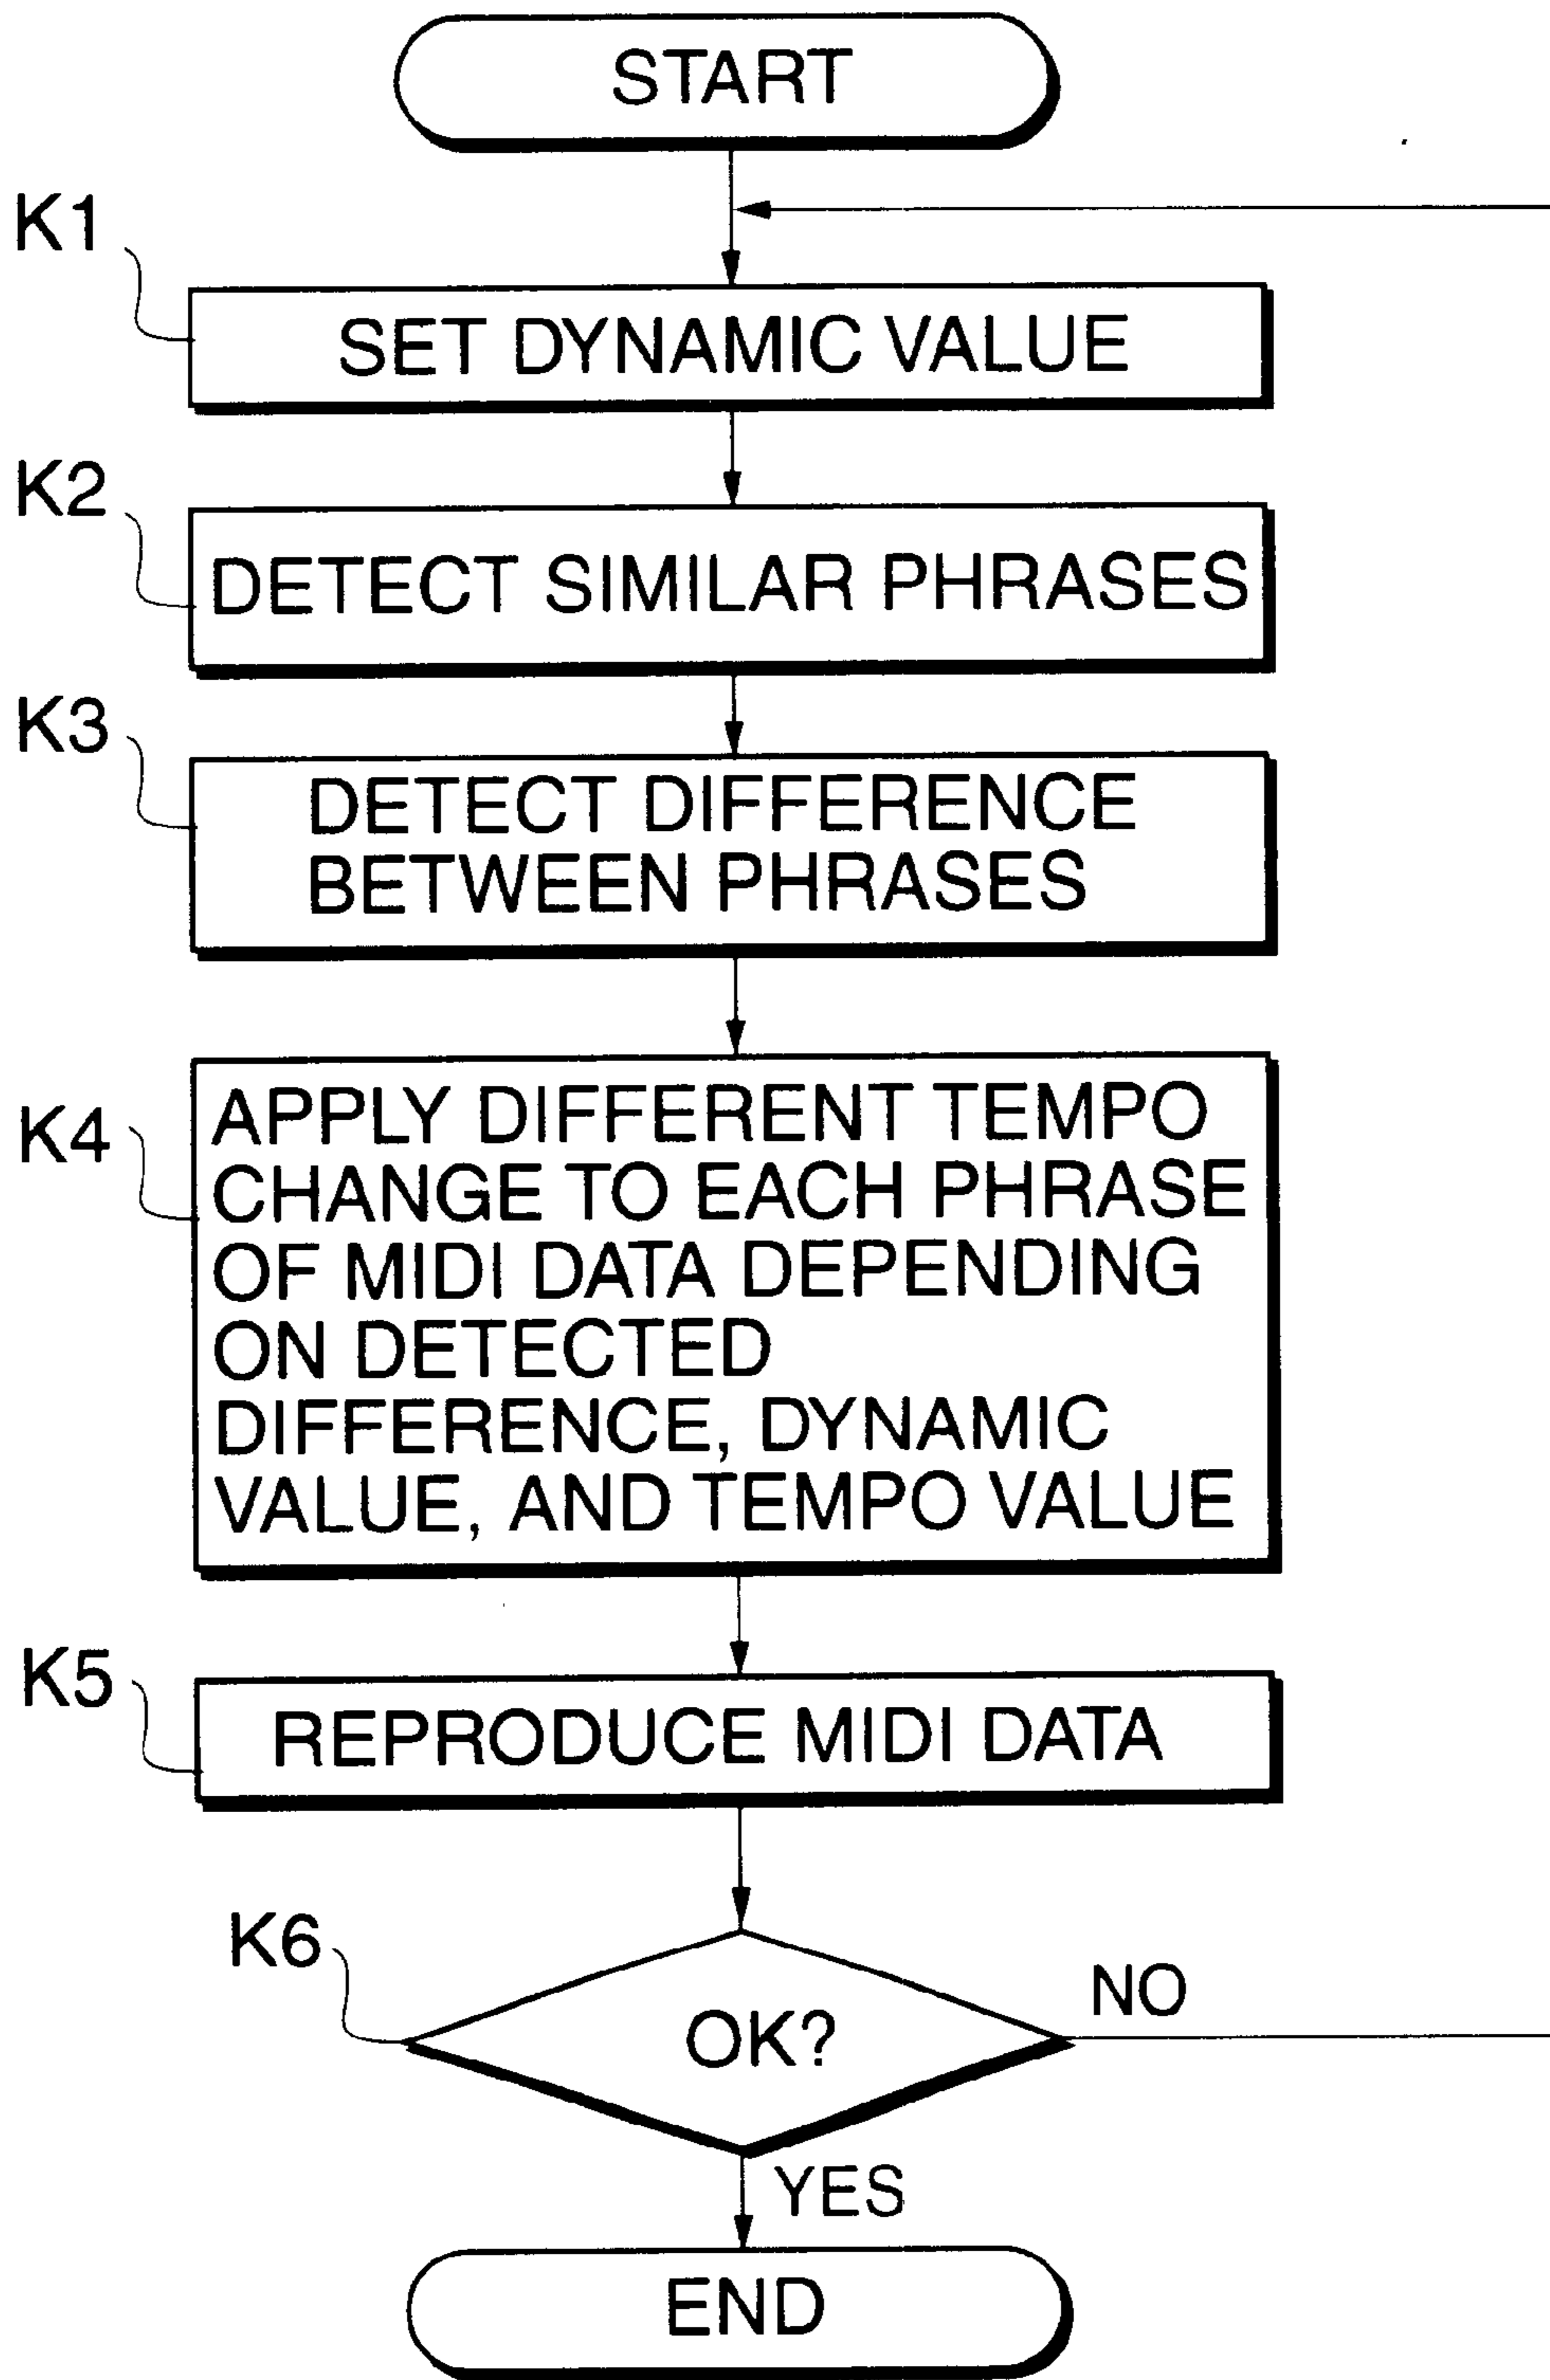 START
K1
SET DYNAMIC VALUE
K2
DETECT SIMILAR PHRASES
K3
DETECT DIFFERENCE
BETWEEN PHRASES
K4
APPLY DIFFERENT TEMPO
CHANGE TO EACH PHRASE
OF MIDI DATA DEPENDING
ON DETECTED
DIFFERENCE, DYNAMIC
VALUE, AND TEMPO VALUE
K5
REPRODUCE MIDI DATA
K6
OK?
NO
YES
END